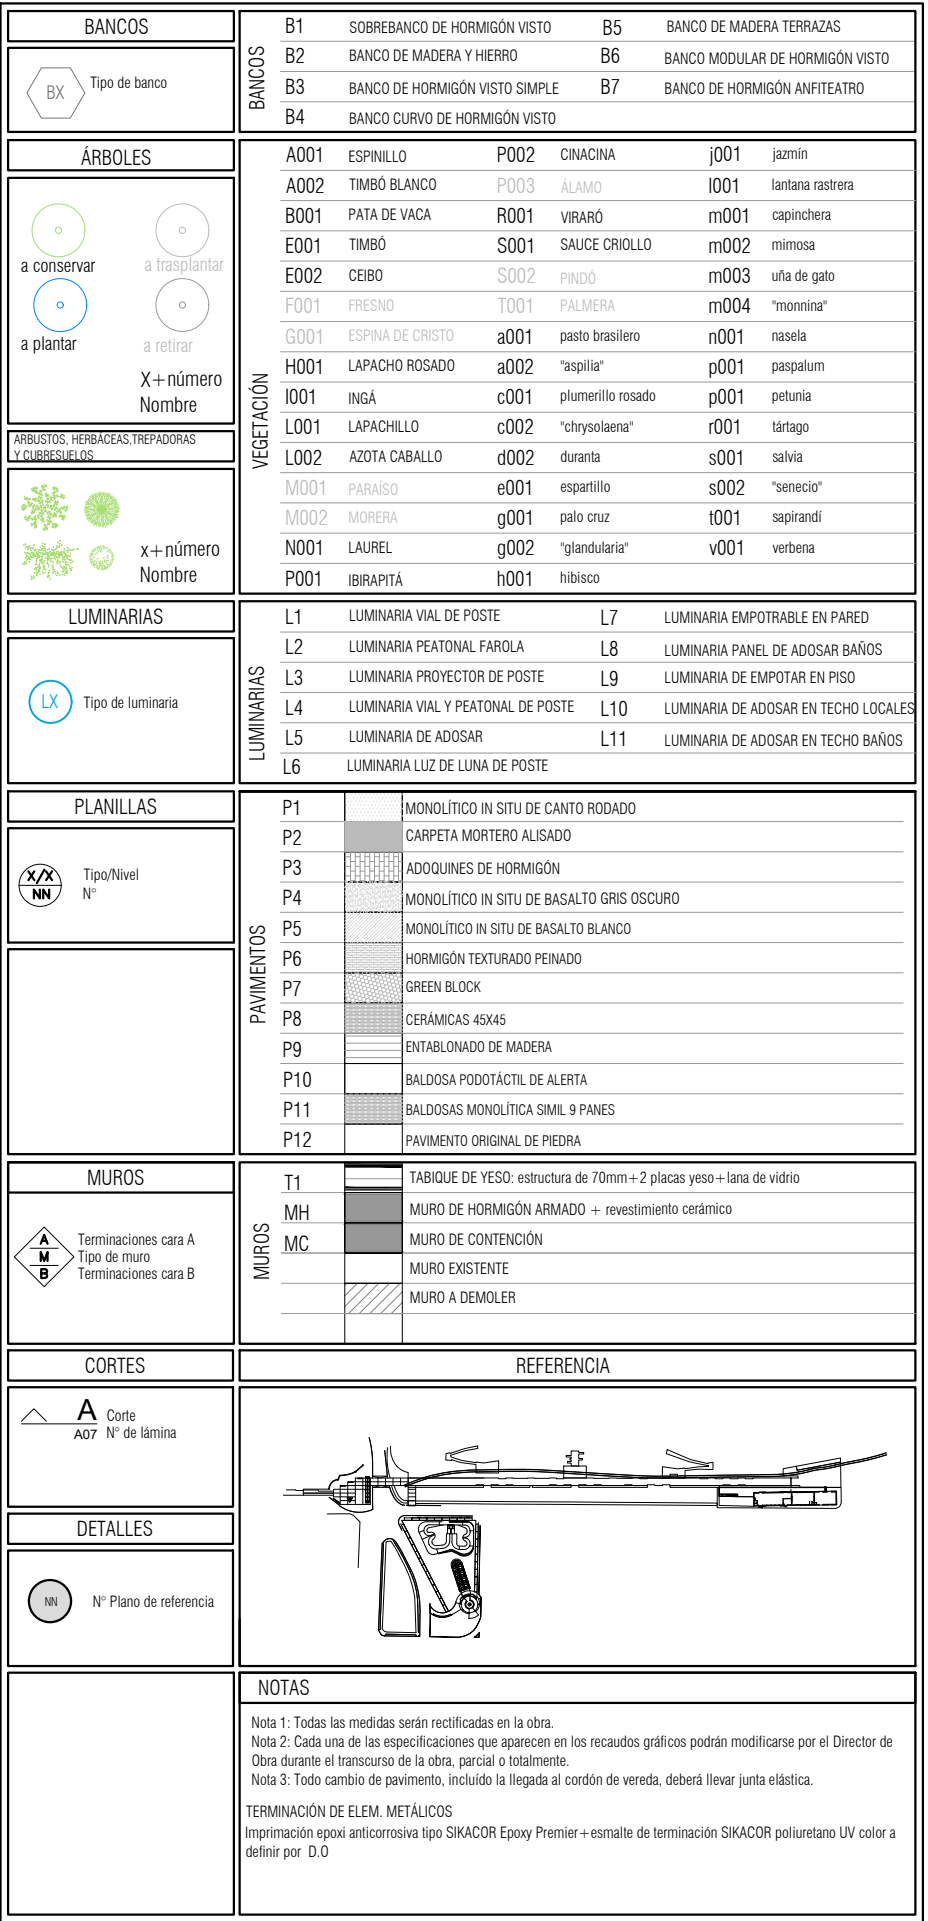 BANCOS
BX
Tipo de banco
BANCOS
B1 SOBREBANCO DE HORMIGÓN VISTO B5 BANCO DE MADERA TERRAZAS
B2 BANCO DE MADERA Y HIERRO B6 BANCO MODULAR DE HORMIGÓN VISTO
B3 BANCO DE HORMIGÓN VISTO SIMPLE B7 BANCO DE HORMIGÓN ANFITEATRO
B4 BANCO CURVO DE HORMIGÓN VISTO
ÁRBOLES
a conservar a trasplantar
a plantar a retirar
X+número
Nombre
ARBUSTOS, HERBÁCEAS,TREPADORAS
Y CUBRESUELOS
x+número
Nombre
VEGETACIÓN
A001 ESPINILLO P002 CINACINA j001 jazmín
A002 TIMBÓ BLANCO P003 ÁLAMO l001 lantana rastrera
B001 PATA DE VACA R001 VIRARÓ m001 capinchera
E001 TIMBÓ S001 SAUCE CRIOLLO m002 mimosa
E002 CEIBO S002 PINDÓ m003 uña de gato
F001 FRESNO T001 PALMERA m004 "monnina"
G001 ESPINA DE CRISTO a001 pasto brasilero n001 nasela
H001 LAPACHO ROSADO a002 "aspilia" p001 paspalum
I001 INGÁ c001 plumerillo rosado p001 petunia
L001 LAPACHILLO c002 "chrysolaena" r001 tártago
L002 AZOTA CABALLO d002 duranta s001 salvia
M001 PARAÍSO e001 espartillo s002 "senecio"
M002 MORERA g001 palo cruz t001 sapirandí
N001 LAUREL g002 "glandularia" v001 verbena
P001 IBIRAPITÁ h001 hibisco
LUMINARIAS
LX
Tipo de luminaria
LUMINARIAS
L1 LUMINARIA VIAL DE POSTE L7 LUMINARIA EMPOTRABLE EN PARED
L2 LUMINARIA PEATONAL FAROLA L8 LUMINARIA PANEL DE ADOSAR BAÑOS
L3 LUMINARIA PROYECTOR DE POSTE L9 LUMINARIA DE EMPOTAR EN PISO
L4 LUMINARIA VIAL Y PEATONAL DE POSTE L10 LUMINARIA DE ADOSAR EN TECHO LOCALES
L5 LUMINARIA DE ADOSAR L11 LUMINARIA DE ADOSAR EN TECHO BAÑOS
L6 LUMINARIA LUZ DE LUNA DE POSTE
PLANILLAS
X/X
NN
Tipo/Nivel
N°
PAVIMENTOS
P1 MONOLÍTICO IN SITU DE CANTO RODADO
P2 CARPETA MORTERO ALISADO
P3 ADOQUINES DE HORMIGÓN
P4 MONOLÍTICO IN SITU DE BASALTO GRIS OSCURO
P5 MONOLÍTICO IN SITU DE BASALTO BLANCO
P6 HORMIGÓN TEXTURADO PEINADO
P7 GREEN BLOCK
P8 CERÁMICAS 45X45
P9 ENTABLONADO DE MADERA
P10 BALDOSA PODOTÁCTIL DE ALERTA
P11 BALDOSAS MONOLÍTICA SIMIL 9 PANES
P12 PAVIMENTO ORIGINAL DE PIEDRA
MUROS
A
M
B
Terminaciones cara A
Tipo de muro
Terminaciones cara B
MUROS
T1 TABIQUE DE YESO: estructura de 70mm+2 placas yeso+lana de vidrio
MH MURO DE HORMIGÓN ARMADO + revestimiento cerámico
MC MURO DE CONTENCIÓN
MURO EXISTENTE
MURO A DEMOLER
CORTES
A
A07
Corte
N° de lámina
REFERENCIA
DETALLES
NN
N° Plano de referencia
NOTAS
Nota 1: Todas las medidas serán rectificadas en la obra.
Nota 2: Cada una de las especificaciones que aparecen en los recaudos gráficos podrán modificarse por el Director de
Obra durante el transcurso de la obra, parcial o totalmente.
Nota 3: Todo cambio de pavimento, incluído la llegada al cordón de vereda, deberá llevar junta elástica.
TERMINACIÓN DE ELEM. METÁLICOS
Imprimación epoxi anticorrosiva tipo SIKACOR Epoxy Premier+esmalte de terminación SIKACOR poliuretano UV color a
definir por D.O